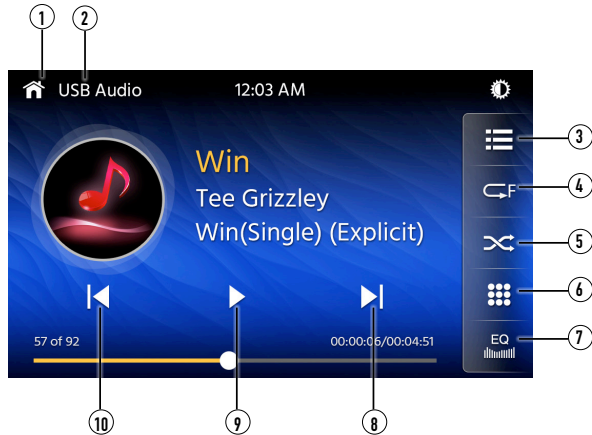 1 2
USB Audio 12:03 AM
3
Win
F 4
Tee Grizzley
Win(Single) (Explicit)
5
6
57 of 92 00:00:06/00:04:51
EQ 7
10 9 8